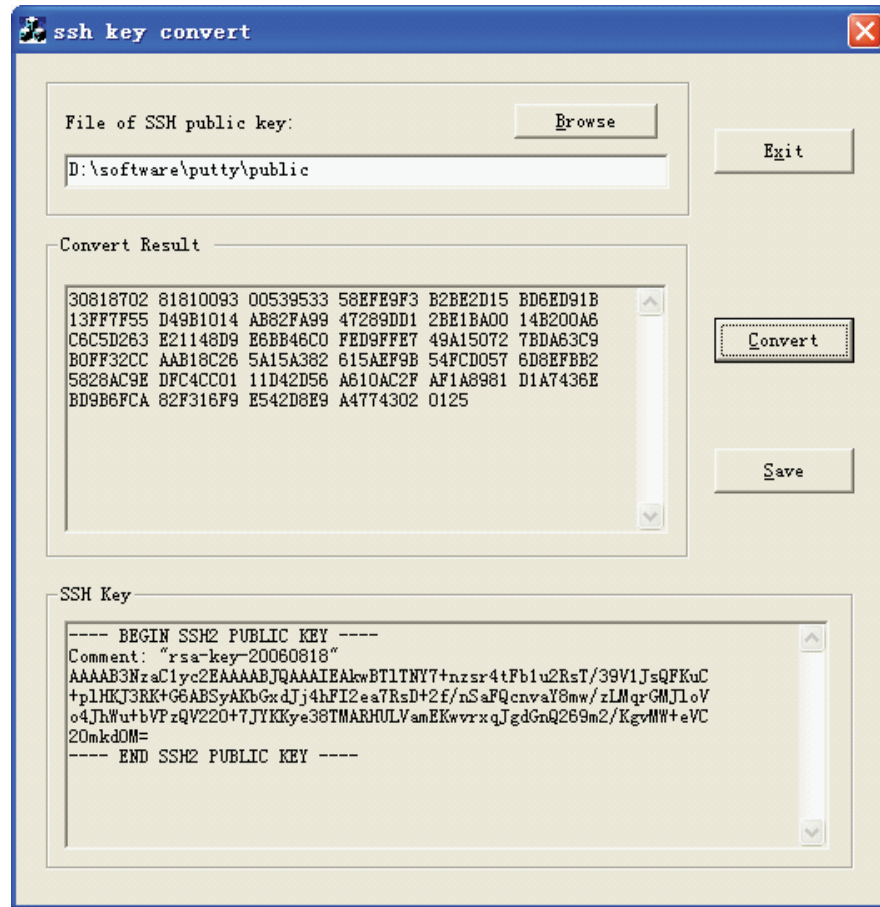 ssh key convert
File of SSH public key:
Browse
D:\software\putty\public
Exit
Convert Result
30818702 81810093 00539533 58EFE9F3 B2BE2D15 BD6ED91B
13FF7F55 D49B1014 AB82FA99 47289DD1 2BE1BA00 14B200A6
C6C5D263 E21148D9 E6BB46C0 FED9FFE7 49A15072 7BDA63C9
B0FF32CC AAB18C26 5A15A382 615AEF9B 54FCD057 6D8EFBB2
5828AC9E DFC4CC01 11D42D56 A610AC2F AF1A8981 D1A7436E
BD9B6FCA 82F316F9 E542D8E9 A4774302 0125
Convert
Save
SSH Key
---- BEGIN SSH2 PUBLIC KEY ----
Comment: "rsa-key-20060818"
AAAAB3NzaC1yc2EAAAABJQAAAIEAkwBTlTNY7+nzsr4tFb1u2RsT/39V1JsQFKuC
+plHKJ3RK+G6ABSyAKbGxdJj4hFI2ea7RsD+2f/nSaFQcnvaY8mw/zLMqrGMJloV
o4JhWu+bVPzQV22O+7JYKKye38TMARHULVamEKwvrxqJgdGnQ269m2/KgvMW+eVC
2OmkdOM=
---- END SSH2 PUBLIC KEY ----